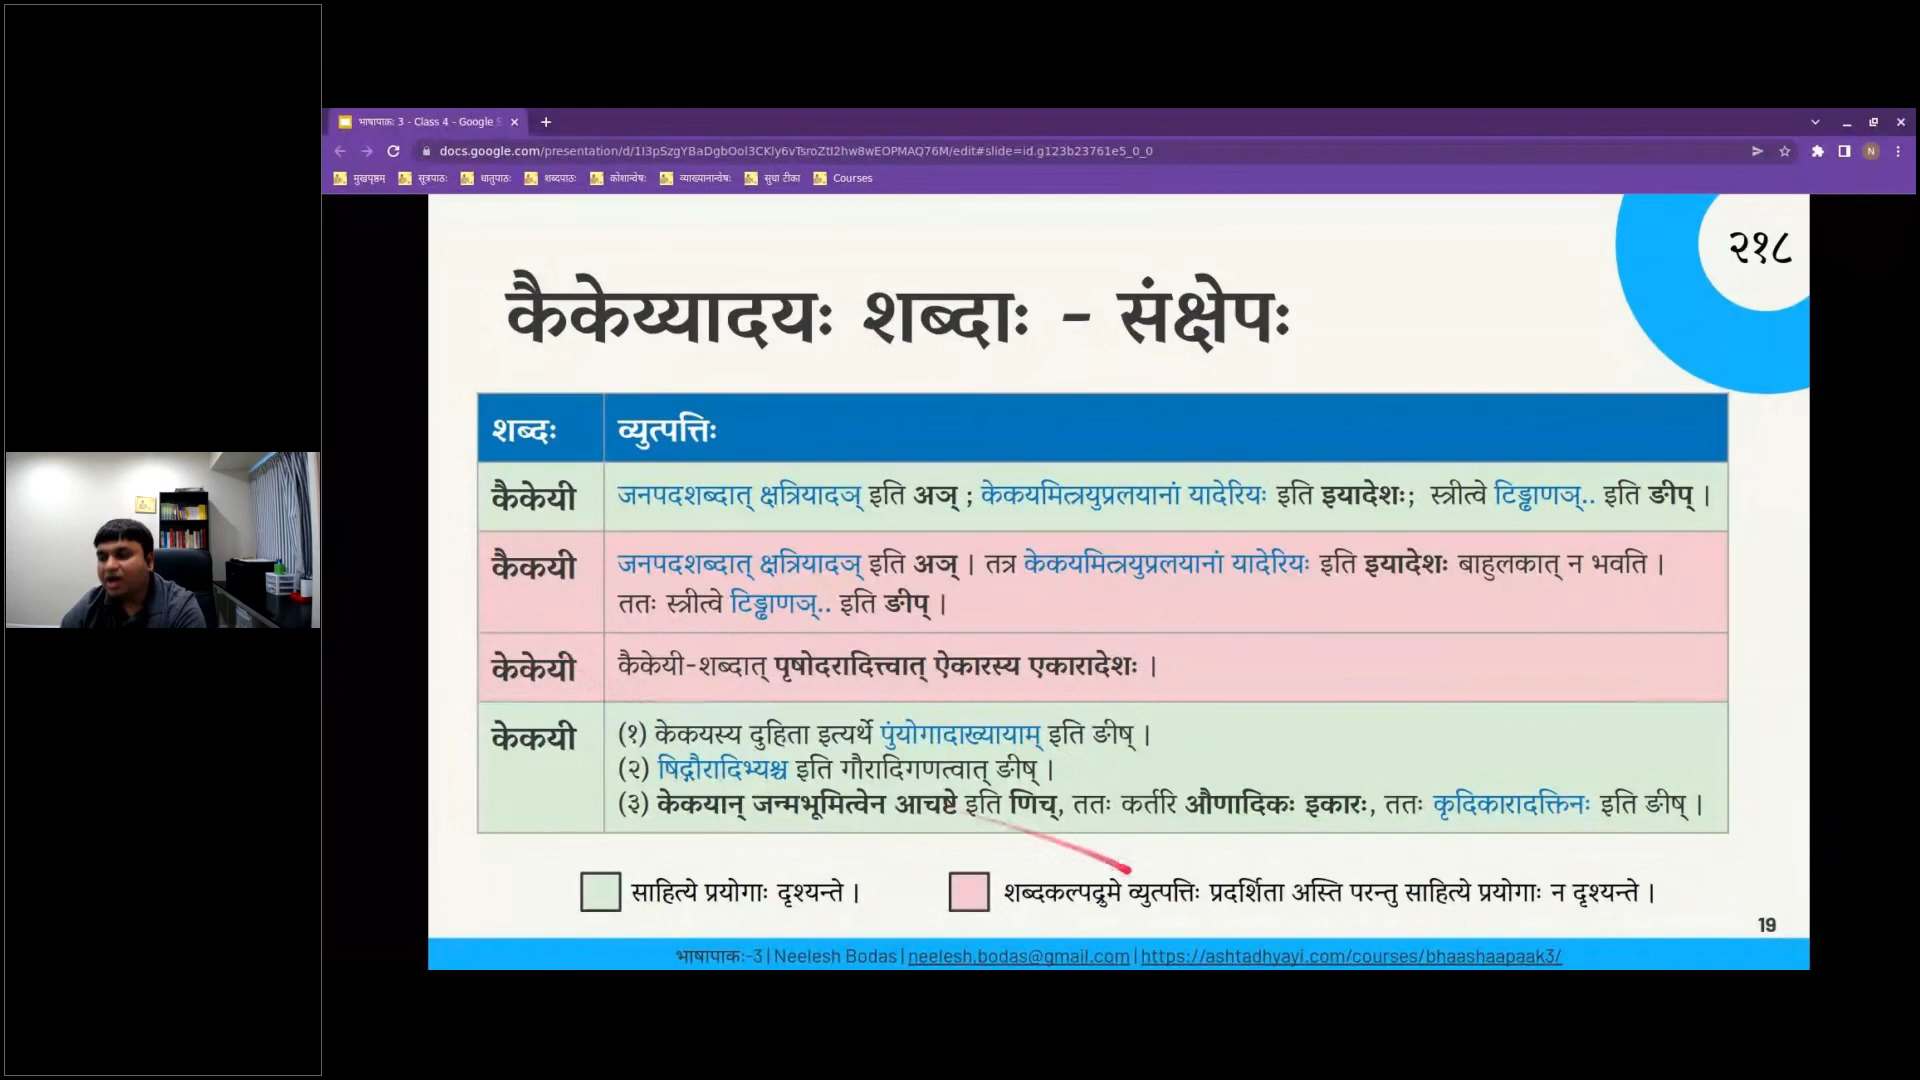 भाषापाकः 3 - Class 4 - Google S
docs.google.com/presentation/d/1I3pSzgYBaDgbOol3CKly6vTsroZtI2hw8wEOPMAQ76M/edit#slide=id.g123b23761e5_0_0
N
मुखपृष्ठम् सूत्रपाठः धातुपाठः शब्दपाठः कोशान्वेषः व्याख्यानान्वेषः सुधा टीका Courses
२१८
कैकेय्यादयः शब्दाः - संक्षेपः
शब्दः व्युत्पत्तिः
कैकेयी जनपदशब्दात् क्षत्रियादञ् इति अञ् ; केकयमित्रयुप्रलयानां यादेरियः इति इयादेशः; स्त्रीत्वे टिड्ढाणञ्.. इति ङीप् ।
कैकयी जनपदशब्दात् क्षत्रियादञ् इति अञ् । तत्र केकयमित्रयुप्रलयानां यादेरियः इति इयादेशः बाहुलकात् न भवति ।
ततः स्त्रीत्वे टिड्ढाणञ्.. इति ङीप् ।
केकेयी कैकेयी-शब्दात् पृषोदरादित्त्वात् ऐकारस्य एकारादेशः ।
केकयी (१) केकयस्य दुहिता इत्यर्थे पुंयोगादाख्यायाम् इति ङीष् ।
(२) षिद्गौरादिभ्यश्च इति गौरादिगणत्वात् ङीष् ।
(३) केकयान् जन्मभूमित्वेन आचष्टे इति णिच्, ततः कर्तरि औणादिकः इकारः, ततः कृदिकारादक्तिनः इति ङीष् ।
साहित्ये प्रयोगाः दृश्यन्ते ।
शब्दकल्पद्रुमे व्युत्पत्तिः प्रदर्शिता अस्ति परन्तु साहित्ये प्रयोगाः न दृश्यन्ते ।
19
भाषापाकः-3 | Neelesh Bodas | neelesh.bodas@gmail.com | https://ashtadhyayi.com/courses/bhaashaapaak3/